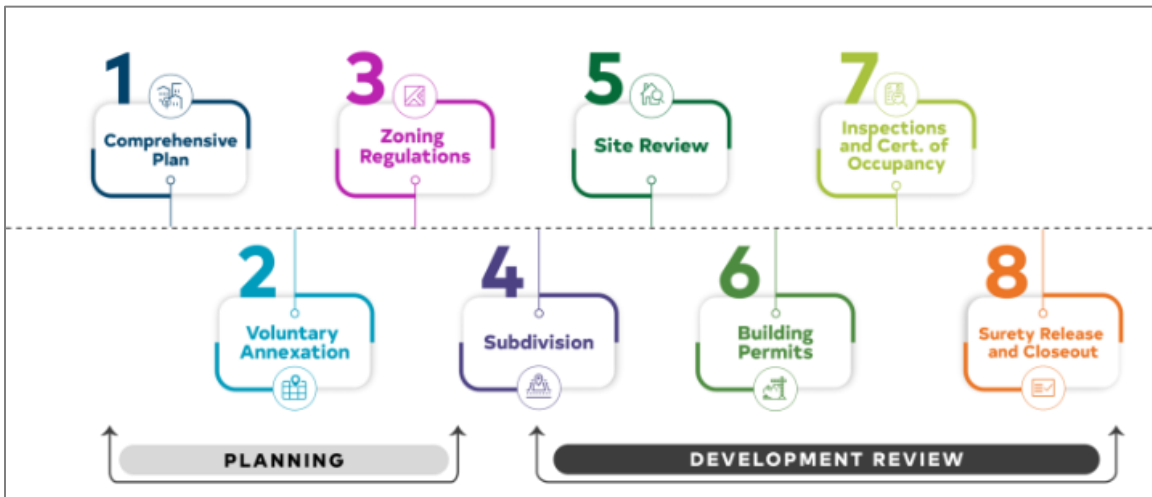 1
Comprehensive
Plan
2
Voluntary
Annexation
3
Zoning
Regulations
4
Subdivision
5
Site Review
6
Building
Permits
7
Inspections
and Cert. of
Occupancy
8
Surety Release
and Closeout
PLANNING
DEVELOPMENT REVIEW